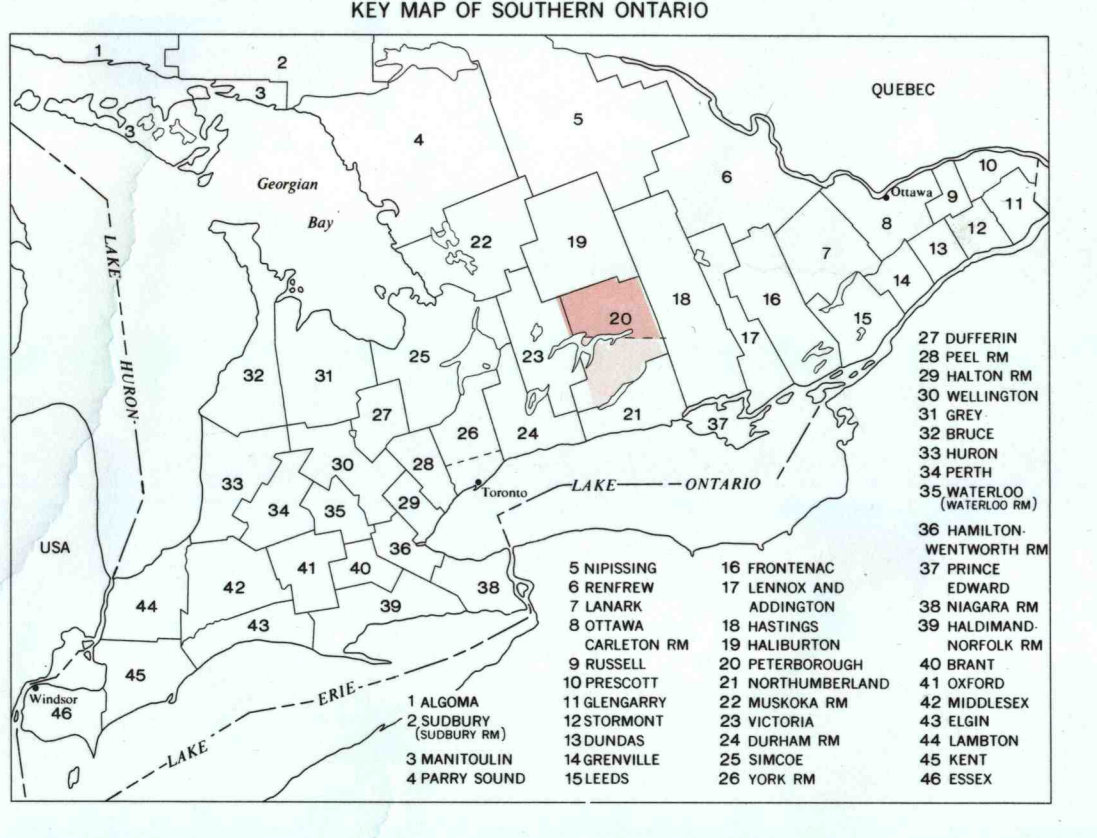 KEY MAP OF SOUTHERN ONTARIO
1
2
3
3
4
5
QUEBEC
6
10
Ottawa
9
11
Georgian
Bay
8
12
22
19
7
13
LAKE
14
18
16
20
15
HURON
17
25
23
32
31
27
21
37
26
24
28
30
33
34
35
29
Toronto
LAKE ONTARIO
36
USA
41
40
42
38
44
39
43
45
Windsor
46
LAKE ERIE
1 ALGOMA
2 SUDBURY
(SUDBURY RM)
3 MANITOULIN
4 PARRY SOUND
5 NIPISSING
6 RENFREW
7 LANARK
8 OTTAWA
CARLETON RM
9 RUSSELL
10 PRESCOTT
11 GLENGARRY
12 STORMONT
13 DUNDAS
14 GRENVILLE
15 LEEDS
16 FRONTENAC
17 LENNOX AND
ADDINGTON
18 HASTINGS
19 HALIBURTON
20 PETERBOROUGH
21 NORTHUMBERLAND
22 MUSKOKA RM
23 VICTORIA
24 DURHAM RM
25 SIMCOE
26 YORK RM
27 DUFFERIN
28 PEEL RM
29 HALTON RM
30 WELLINGTON
31 GREY
32 BRUCE
33 HURON
34 PERTH
35 WATERLOO
(WATERLOO RM)
36 HAMILTON-
WENTWORTH RM
37 PRINCE
EDWARD
38 NIAGARA RM
39 HALDIMAND-
NORFOLK RM
40 BRANT
41 OXFORD
42 MIDDLESEX
43 ELGIN
44 LAMBTON
45 KENT
46 ESSEX